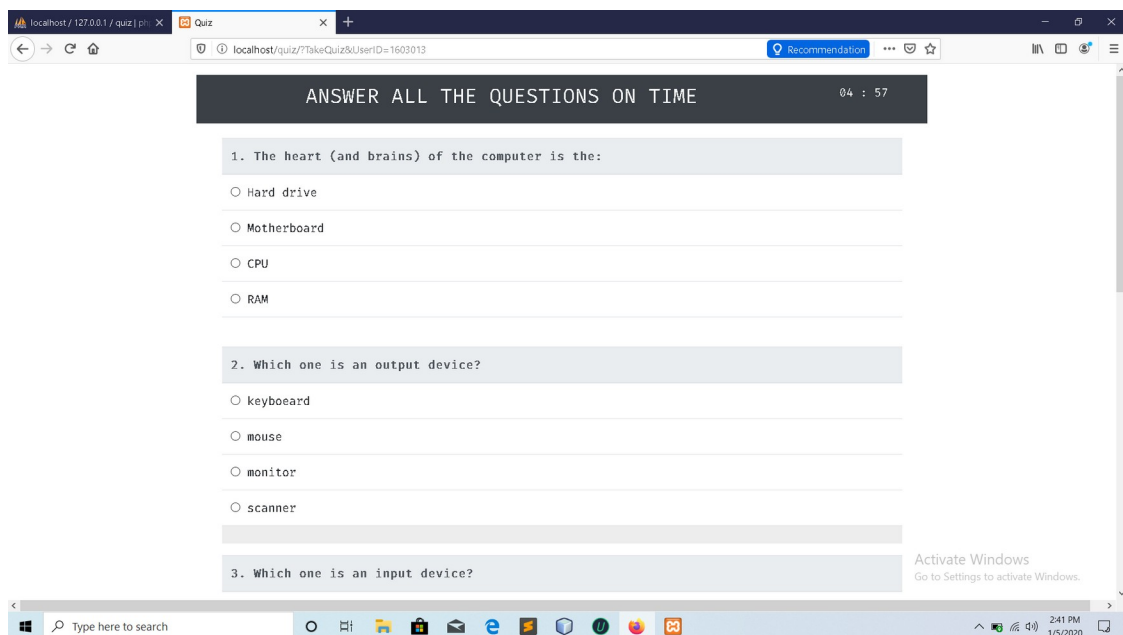 localhost / 127.0.0.1 / quiz | ph
Quiz
localhost/quiz/?TakeQuiz&UserID=1603013
Recommendation
ANSWER ALL THE QUESTIONS ON TIME
04 : 57
1. The heart (and brains) of the computer is the:
Hard drive
Motherboard
CPU
RAM
2. Which one is an output device?
keyboeard
mouse
monitor
scanner
3. Which one is an input device?
Activate Windows
Go to Settings to activate Windows.
Type here to search
2:41 PM
1/5/2020